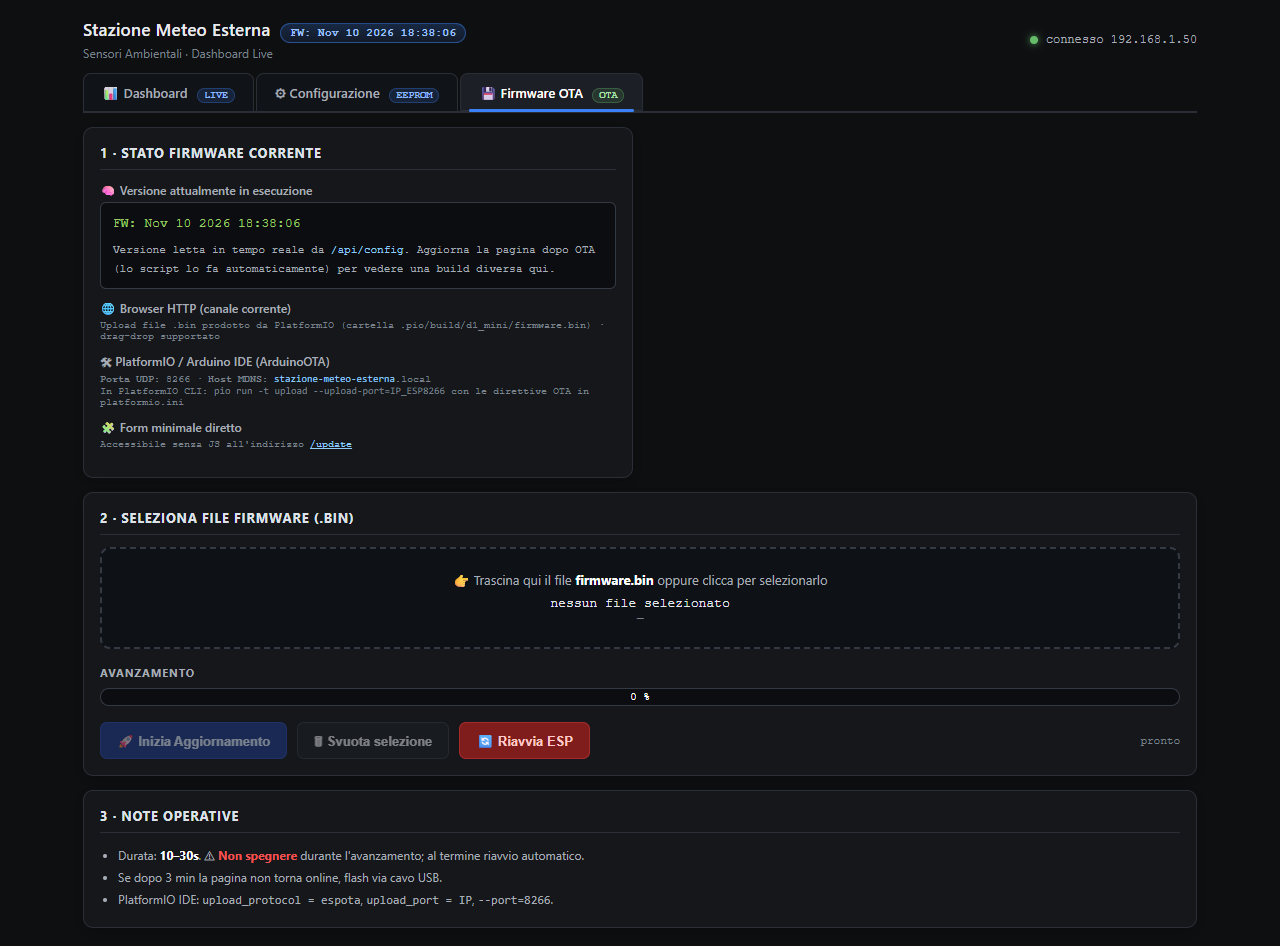 Stazione Meteo Esterna FW: Nov 10 2026 18:38:06
connesso 192.168.1.50
Sensori Ambientali · Dashboard Live
Dashboard LIVE Configurazione EEPROM Firmware OTA OTA
1 · STATO FIRMWARE CORRENTE
Versione attualmente in esecuzione
FW: Nov 10 2026 18:38:06
Versione letta in tempo reale da /api/config. Aggiorna la pagina dopo OTA
(lo script lo fa automaticamente) per vedere una build diversa qui.
Browser HTTP (canale corrente)
Upload file .bin prodotto da PlatformIO (cartella .pio/build/d1_mini/firmware.bin) ·
drag-drop supportato
PlatformIO / Arduino IDE (ArduinoOTA)
Porta UDP: 8266 · Host MDNS: stazione-meteo-esterna.local
In PlatformIO CLI: pio run -t upload --upload-port=IP_ESP8266 con le direttive OTA in
platformio.ini
Form minimale diretto
Accessibile senza JS all'indirizzo /update
2 · SELEZIONA FILE FIRMWARE (.BIN)
👉 Trascina qui il file firmware.bin oppure clicca per selezionarlo
nessun file selezionato
—
AVANZAMENTO
0 %
Inizia Aggiornamento Svuota selezione Riavvia ESP pronto
3 · NOTE OPERATIVE
• Durata: 10–30s. ⚠ Non spegnere durante l'avanzamento; al termine riavvio automatico.
• Se dopo 3 min la pagina non torna online, flash via cavo USB.
• PlatformIO IDE: upload_protocol = espota, upload_port = IP, --port=8266.